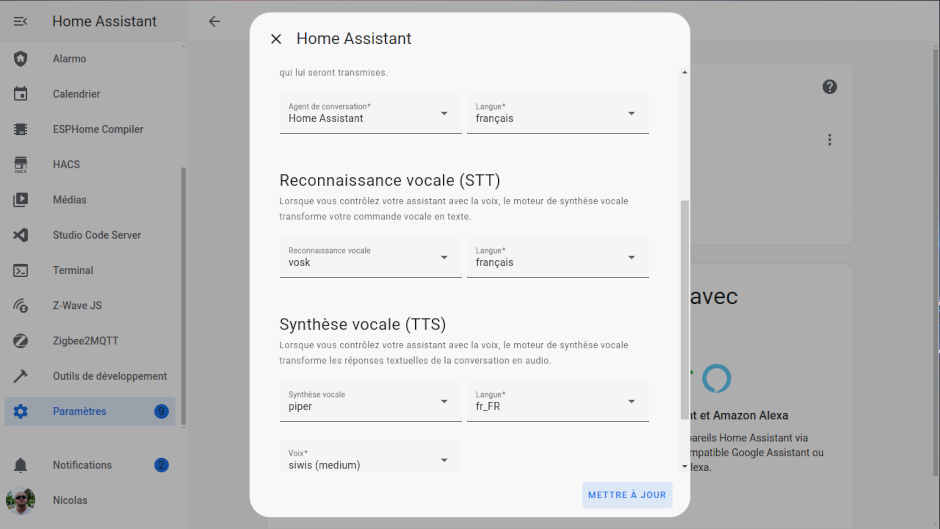 Home Assistant
Alarmo
Calendrier
ESPHome Compiler
HACS
HACS
Médias
Studio Code Server
Terminal
Z-Wave JS
Zigbee2MQTT
Outils de développement
Paramètres
9
Notifications
2
Nicolas
Home Assistant
qui lui seront transmises.
Agent de conversation*
Home Assistant
Langue*
français
Reconnaissance vocale (STT)
Lorsque vous contrôlez votre assistant avec la voix, le moteur de synthèse vocale
transforme votre commande vocale en texte.
Reconnaissance vocale
vosk
Langue*
français
Synthèse vocale (TTS)
Lorsque vous contrôlez votre assistant avec la voix, le moteur de synthèse vocale
transforme les réponses textuelles de la conversation en audio.
Synthèse vocale
piper
Langue*
fr_FR
Voix*
siwis (medium)
METTRE À JOUR
?
avec
nt et Amazon Alexa
pareils Home Assistant via
mpatible Google Assistant ou
lexa.